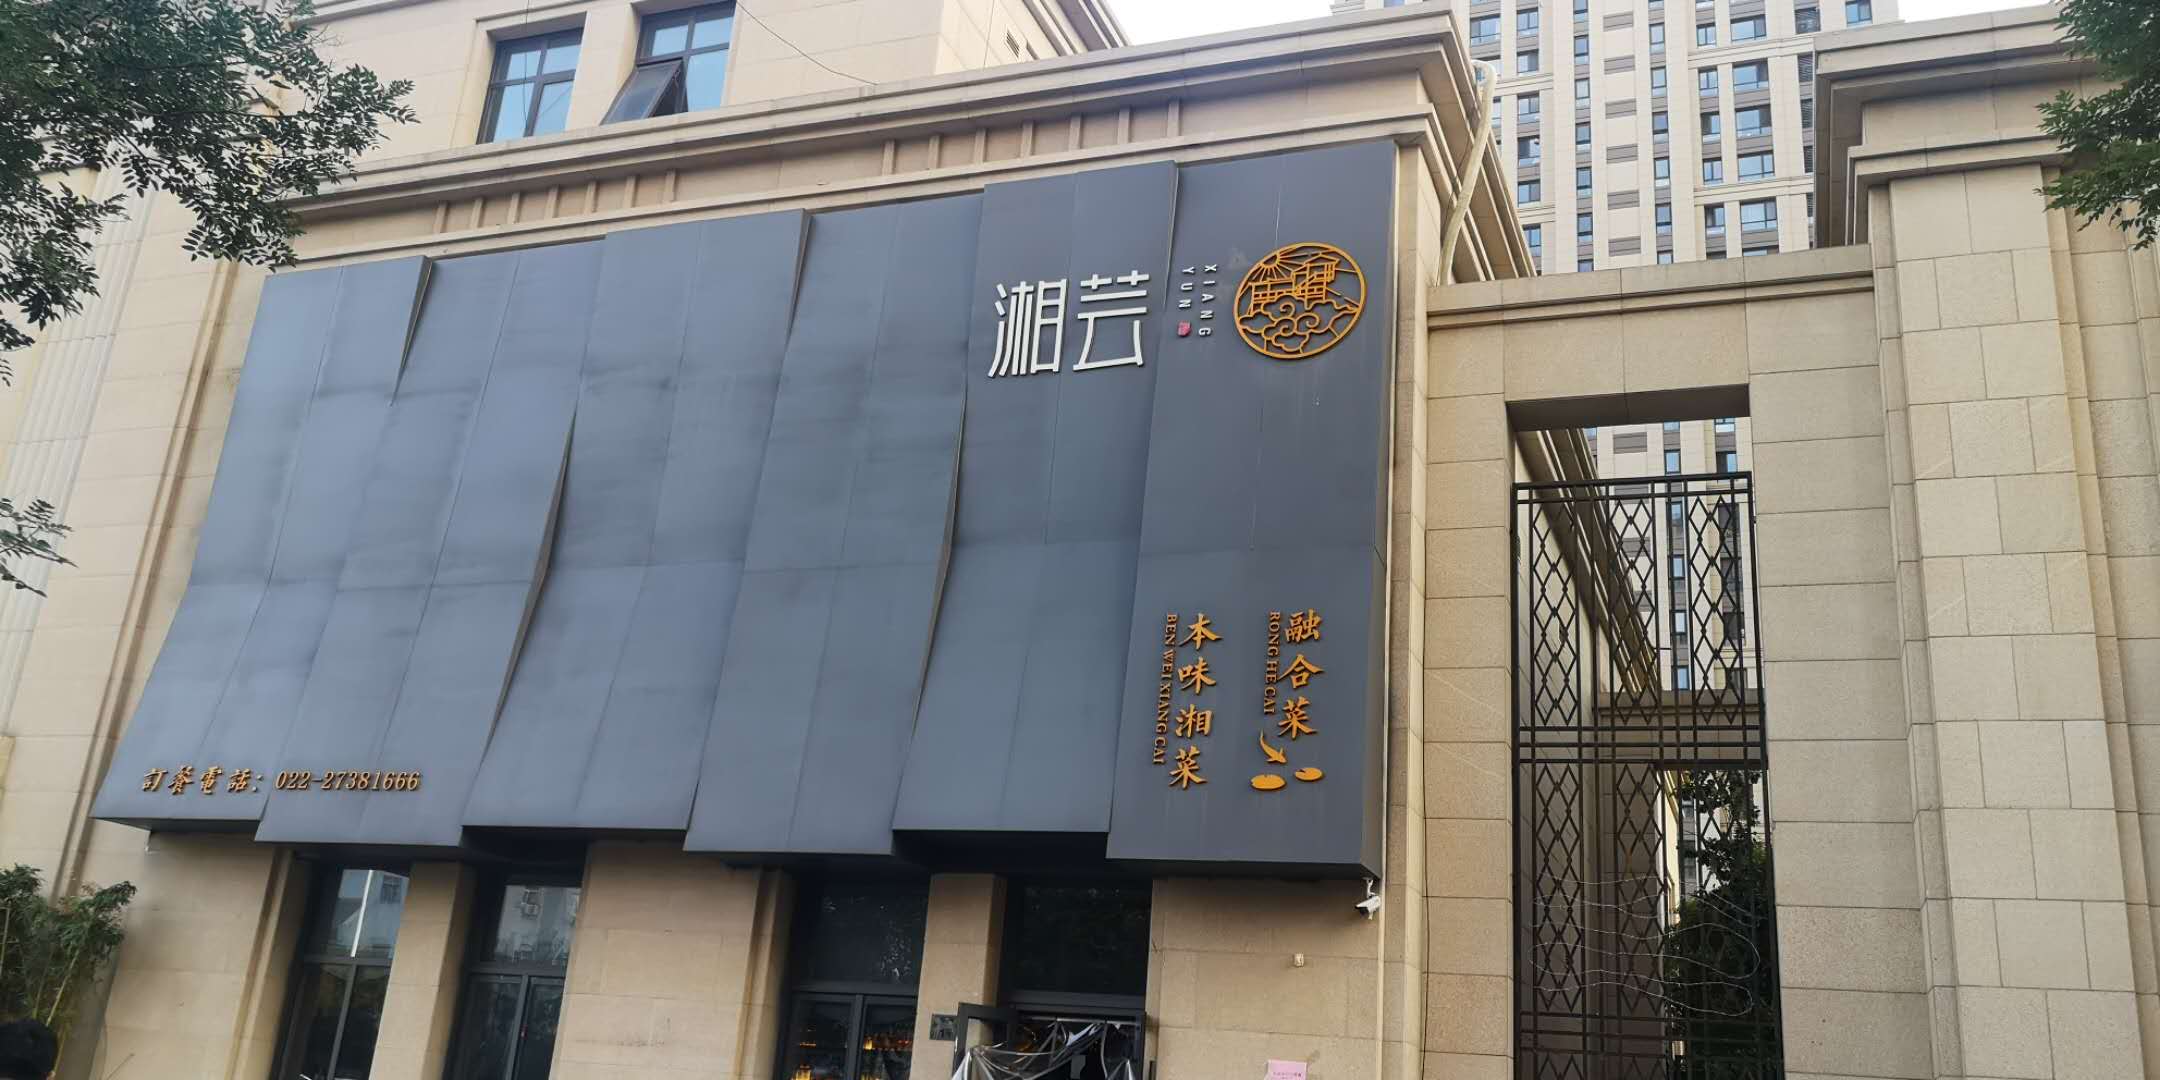 湘芸
XIANG
YUN
融合菜
RONG HE CAI
本味湘菜
BEN WEI XIANG CAI
訂餐電話：022-27381666